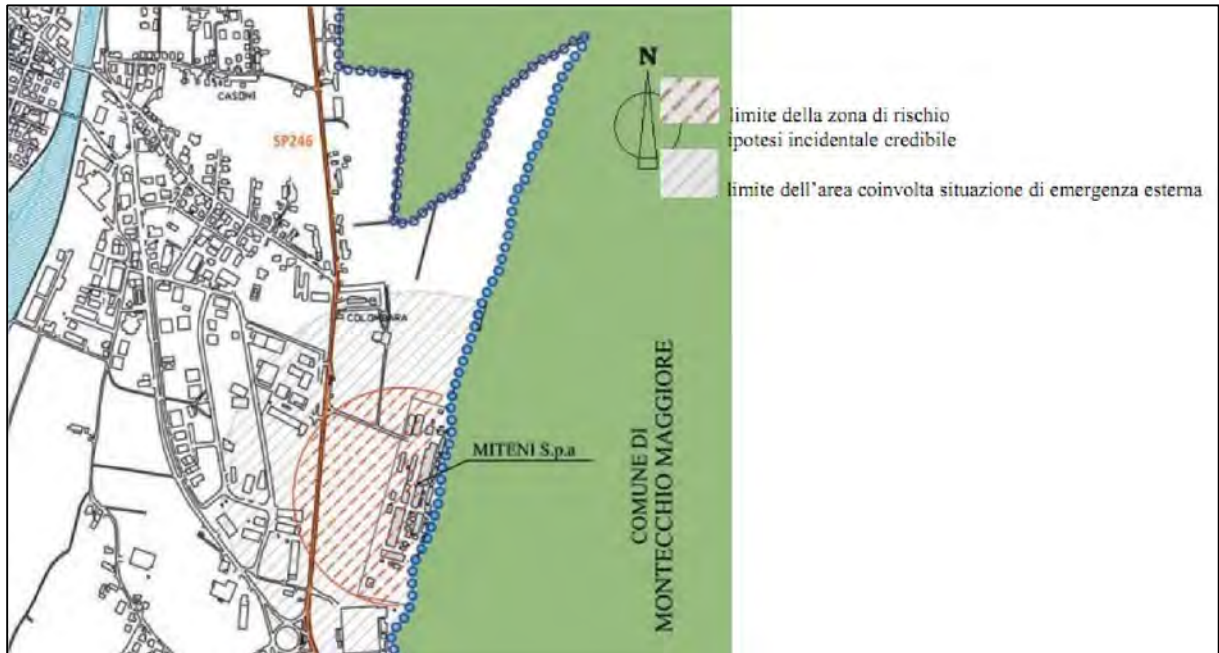 CASONI
SP246
COLOMBARA
MITENI S.p.a
COMUNE DI
MONTECCHIO MAGGIORE
N
limite della zona di rischio
ipotesi incidentale credibile
limite dell'area coinvolta situazione di emergenza esterna